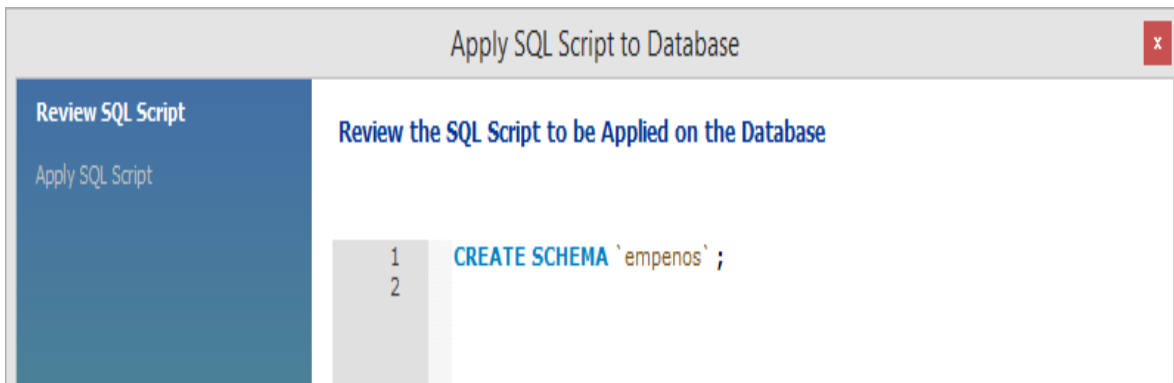 Apply SQL Script to Database
x
Review SQL Script
Apply SQL Script
Review the SQL Script to be Applied on the Database
1 CREATE SCHEMA `empenos` ;
2